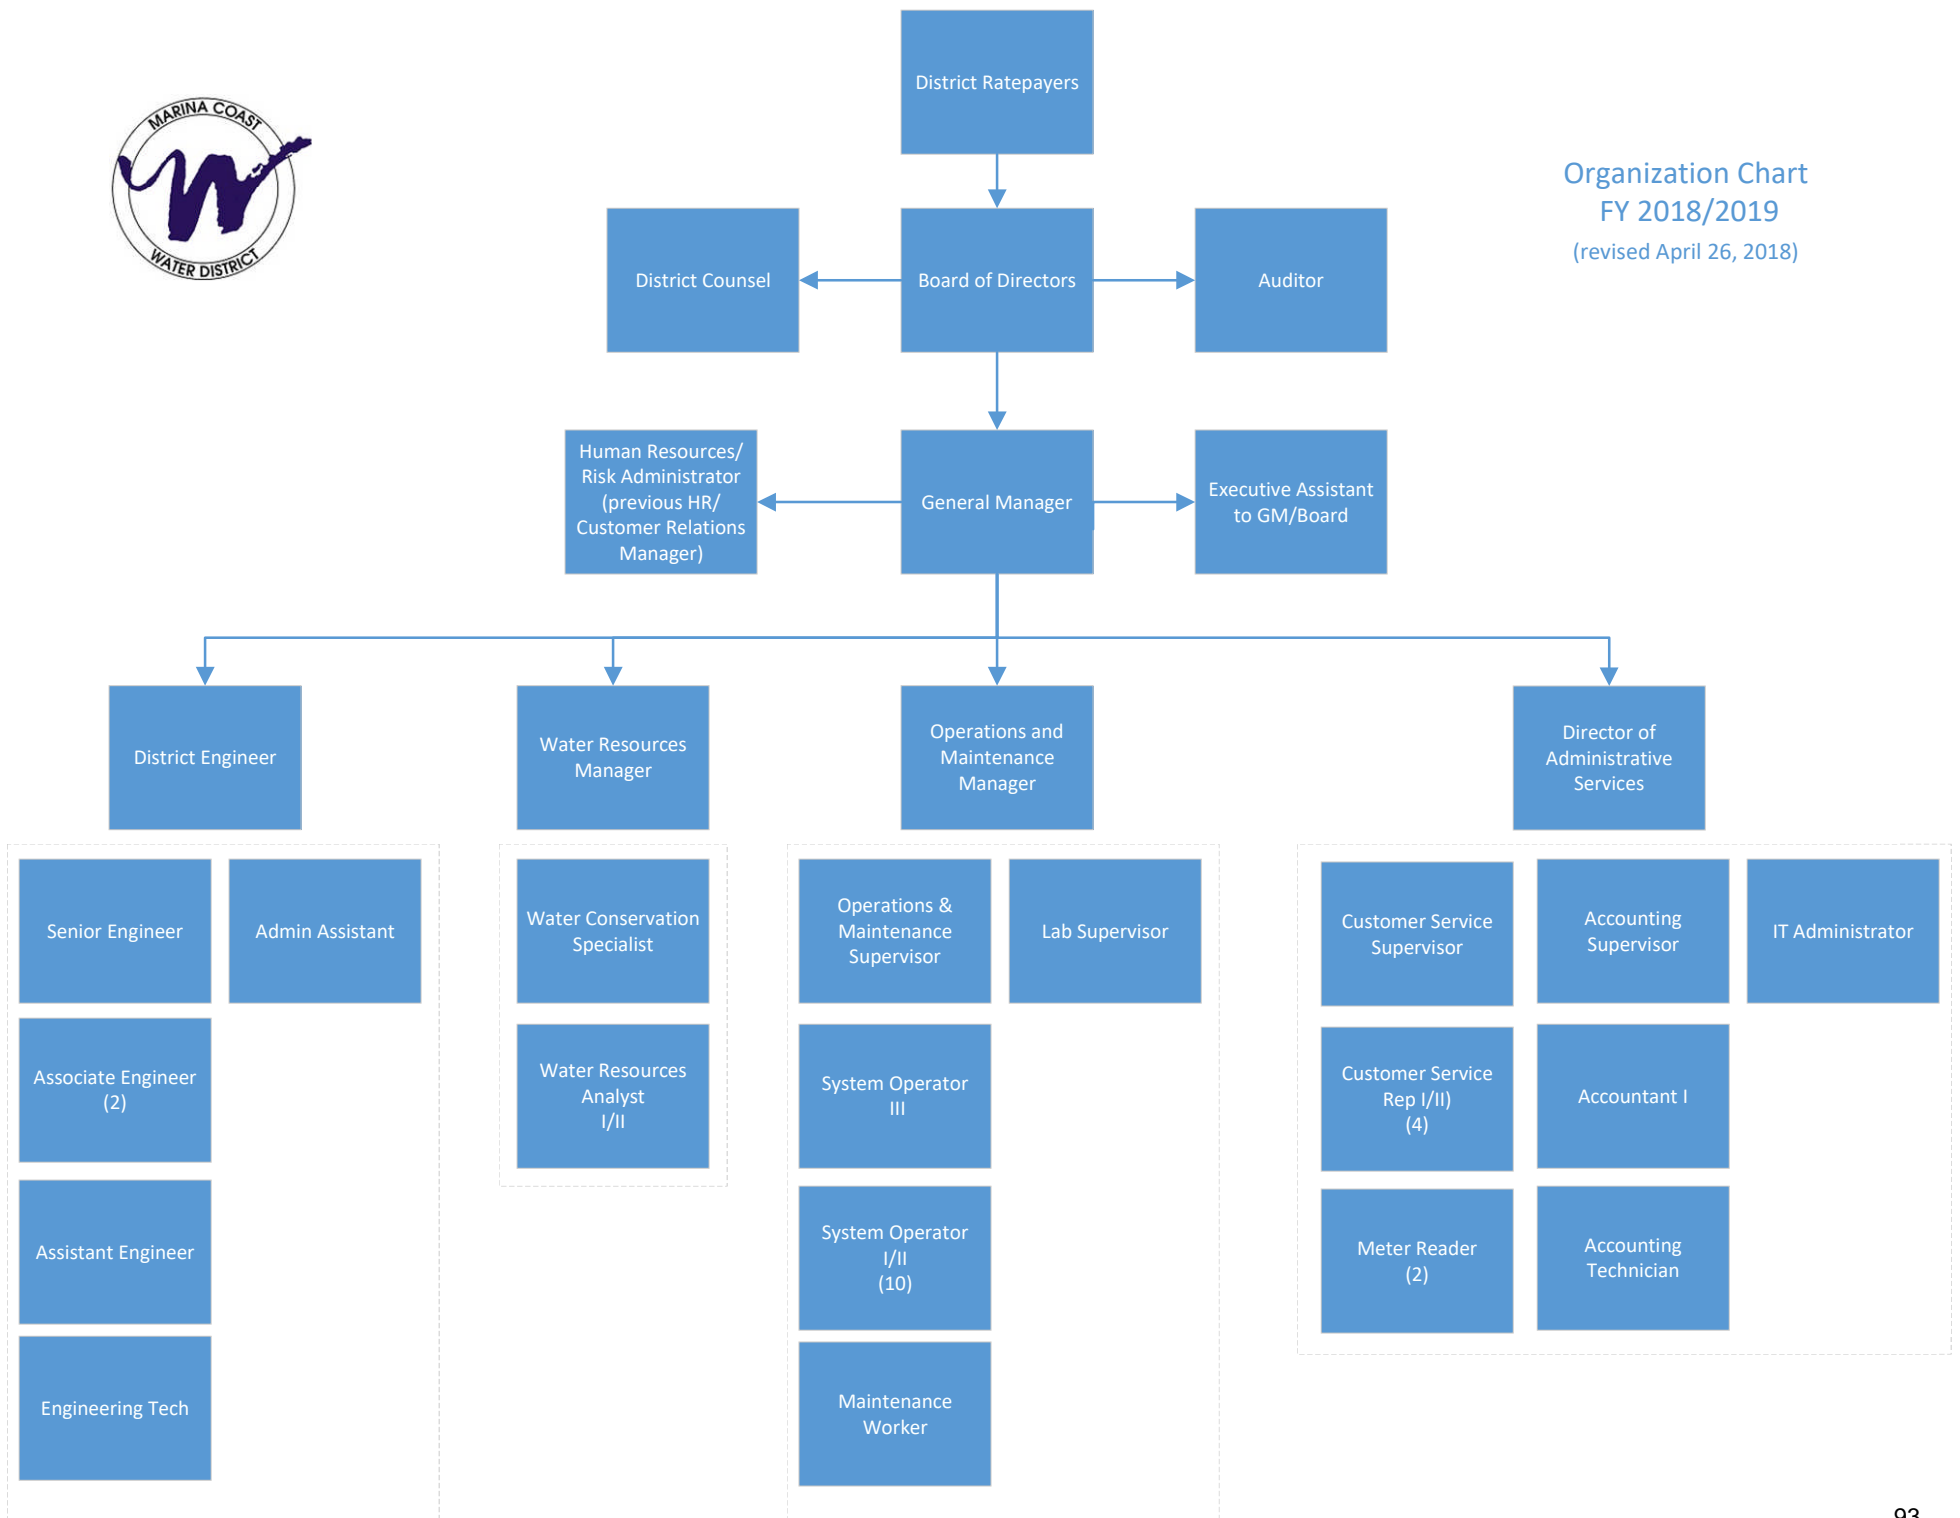 District Ratepayers
MARINA COAST
WATER DISTRICT
Organization Chart
FY 2018/2019
(revised April 26, 2018)
District Counsel
Board of Directors
Auditor
Human Resources/
Risk Administrator
(previous HR/
Customer Relations
Manager)
General Manager
Executive Assistant
to GM/Board
District Engineer
Water Resources
Manager
Operations and
Maintenance
Manager
Director of
Administrative
Services
Senior Engineer
Admin Assistant
Associate Engineer
(2)
Assistant Engineer
Engineering Tech
Water Conservation
Specialist
Water Resources
Analyst
I/II
Operations &
Maintenance
Supervisor
Lab Supervisor
System Operator
III
System Operator
I/II
(10)
Maintenance
Worker
Customer Service
Supervisor
Accounting
Supervisor
IT Administrator
Customer Service
Rep I/II)
(4)
Accountant I
Meter Reader
(2)
Accounting
Technician
93